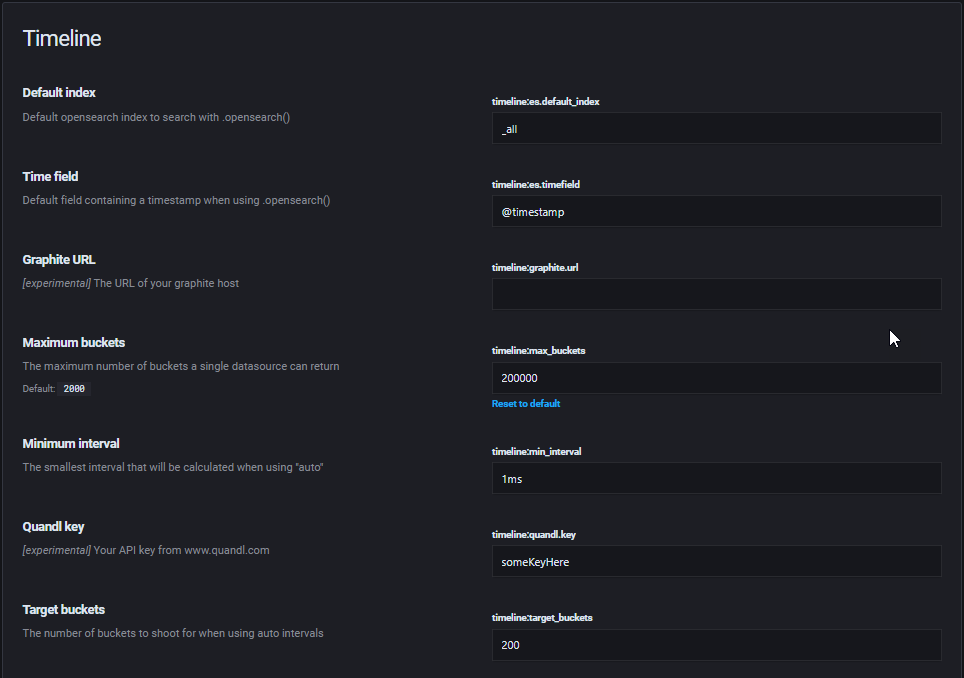 Timeline
Default index
Default opensearch index to search with .opensearch()
timeline:es.default_index
_all
Time field
Default field containing a timestamp when using .opensearch()
timeline:es.timefield
@timestamp
Graphite URL
[experimental] The URL of your graphite host
timeline:graphite.url
Maximum buckets
The maximum number of buckets a single datasource can return
Default: 2000
timeline:max_buckets
200000
Reset to default
Minimum interval
The smallest interval that will be calculated when using "auto"
timeline:min_interval
1ms
Quandl key
[experimental] Your API key from www.quandl.com
timeline:quandl.key
someKeyHere
Target buckets
The number of buckets to shoot for when using auto intervals
timeline:target_buckets
200